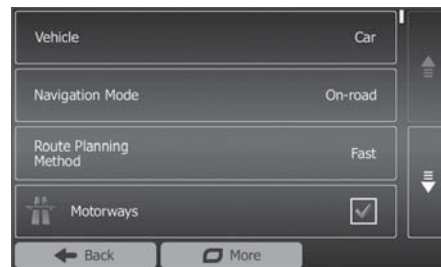 Vehicle Car
Navigation Mode On-road
Route Planning
Method Fast
Motorways
Back More